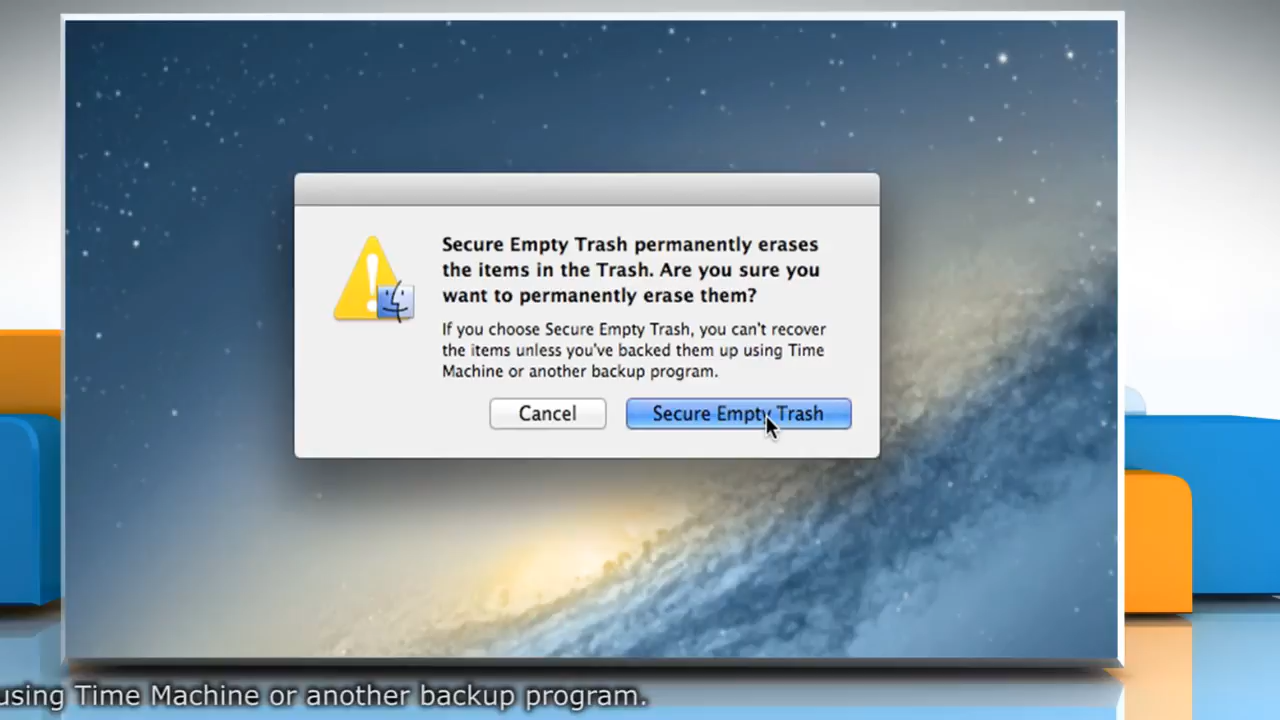 Secure Empty Trash permanently erases
the items in the Trash. Are you sure you
want to permanently erase them?
If you choose Secure Empty Trash, you can't recover
the items unless you've backed them up using Time
Machine or another backup program.
Cancel
Secure Empty Trash
using Time Machine or another backup program.